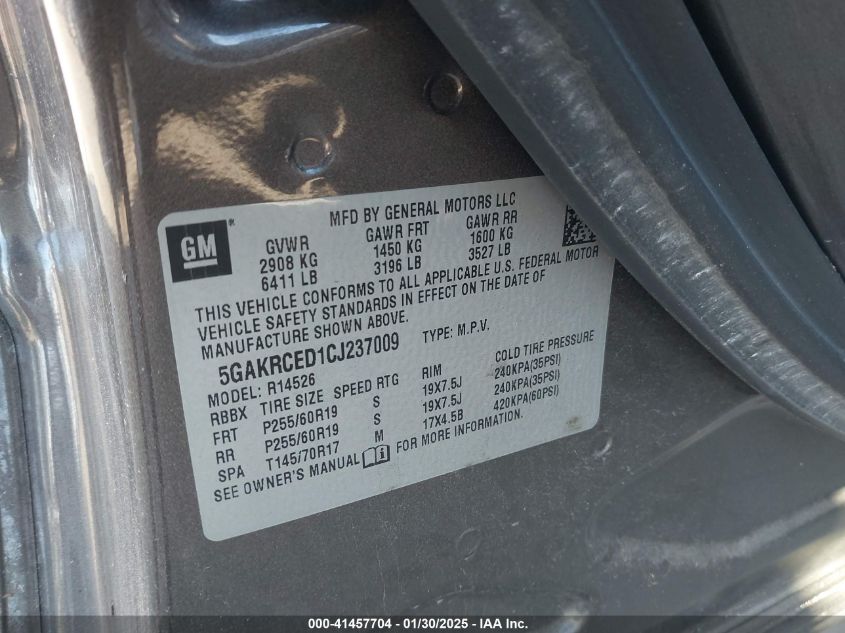 GM
MFD BY GENERAL MOTORS LLC
GVWR GAWR FRT GAWR RR
2908 KG 1450 KG 1600 KG
6411 LB 3196 LB 3527 LB
THIS VEHICLE CONFORMS TO ALL APPLICABLE U.S. FEDERAL MOTOR
VEHICLE SAFETY STANDARDS IN EFFECT ON THE DATE OF
MANUFACTURE SHOWN ABOVE.
5GAKRCED1CJ237009 TYPE: M.P.V.
MODEL: R14526
RBBX TIRE SIZE SPEED RTG RIM COLD TIRE PRESSURE
FRT P255/60R19 S 19X7.5J 240KPA(35PSI)
RR P255/60R19 S 19X7.5J 240KPA(35PSI)
SPA T145/70R17 M 17X4.5B 420KPA(60PSI)
SEE OWNER'S MANUAL FOR MORE INFORMATION.
000-41457704 - 01/30/2025 - IAA Inc.